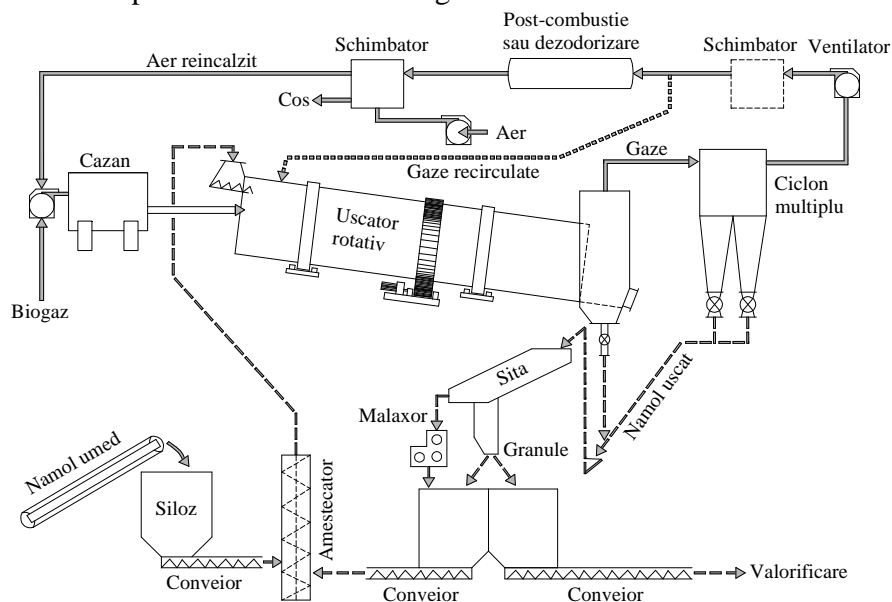 Post-combustie
sau dezodorizare
Schimbator
Schimbator
Ventilator
Aer reincalzit
Cos
Aer
Cazan
Gaze recirculate
Gaze
Ciclon
multiplu
Uscator
rotativ
Biogaz
Sita
Namol uscat
Malaxor
Granule
Namol umed
Siloz
Amestecator
Conveior
Conveior
Conveior
Valorificare